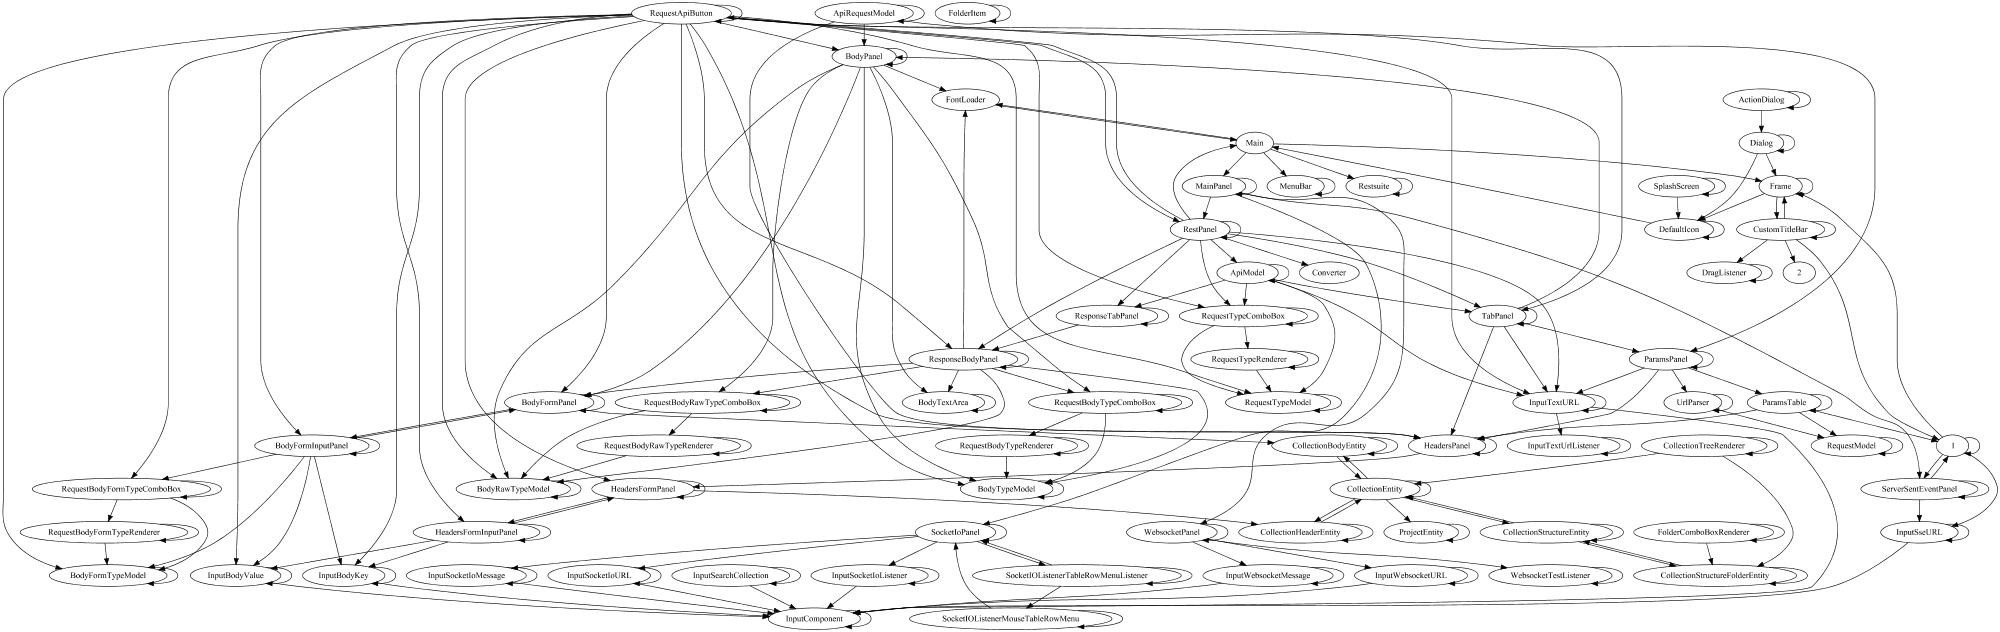 RequestApiButton
ApiRequestModel
FolderItem
BodyPanel
FontLoader
ActionDialog
Main
Dialog
MainPanel
MenuBar
Restsuite
SplashScreen
Frame
RestPanel
DefaultIcon
CustomTitleBar
ApiModel
Converter
DragListener
2
ResponseTabPanel
RequestTypeComboBox
TabPanel
ResponseBodyPanel
RequestTypeRenderer
ParamsPanel
BodyFormPanel
RequestBodyRawTypeComboBox
BodyTextArea
RequestBodyTypeComboBox
RequestTypeModel
InputTextURL
UrlParser
ParamsTable
BodyFormInputPanel
RequestBodyRawTypeRenderer
RequestBodyTypeRenderer
CollectionBodyEntity
HeadersPanel
InputTextUrlListener
CollectionTreeRenderer
RequestModel
1
RequestBodyFormTypeComboBox
BodyRawTypeModel
HeadersFormPanel
BodyTypeModel
CollectionEntity
ServerSentEventPanel
RequestBodyFormTypeRenderer
HeadersFormInputPanel
SocketIoPanel
WebsocketPanel
CollectionHeaderEntity
ProjectEntity
CollectionStructureEntity
FolderComboBoxRenderer
InputSseURL
BodyFormTypeModel
InputBodyValue
InputBodyKey
InputSocketIoMessage
InputSocketIoURL
InputSearchCollection
InputSocketIoListener
SocketIOListenerTableRowMenuListener
InputWebsocketMessage
InputWebsocketURL
WebsocketTestListener
CollectionStructureFolderEntity
InputComponent
SocketIOListenerMouseTableRowMenu